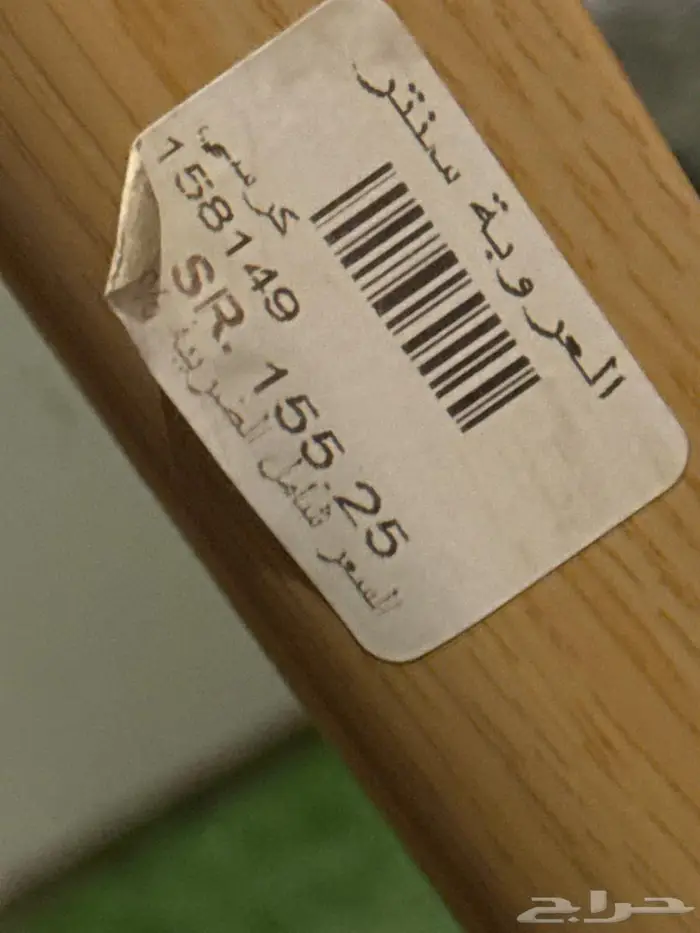 العروبة سنتر
كرسي
158149
SR. 155.25
السعر شامل الضريبة %
حراج